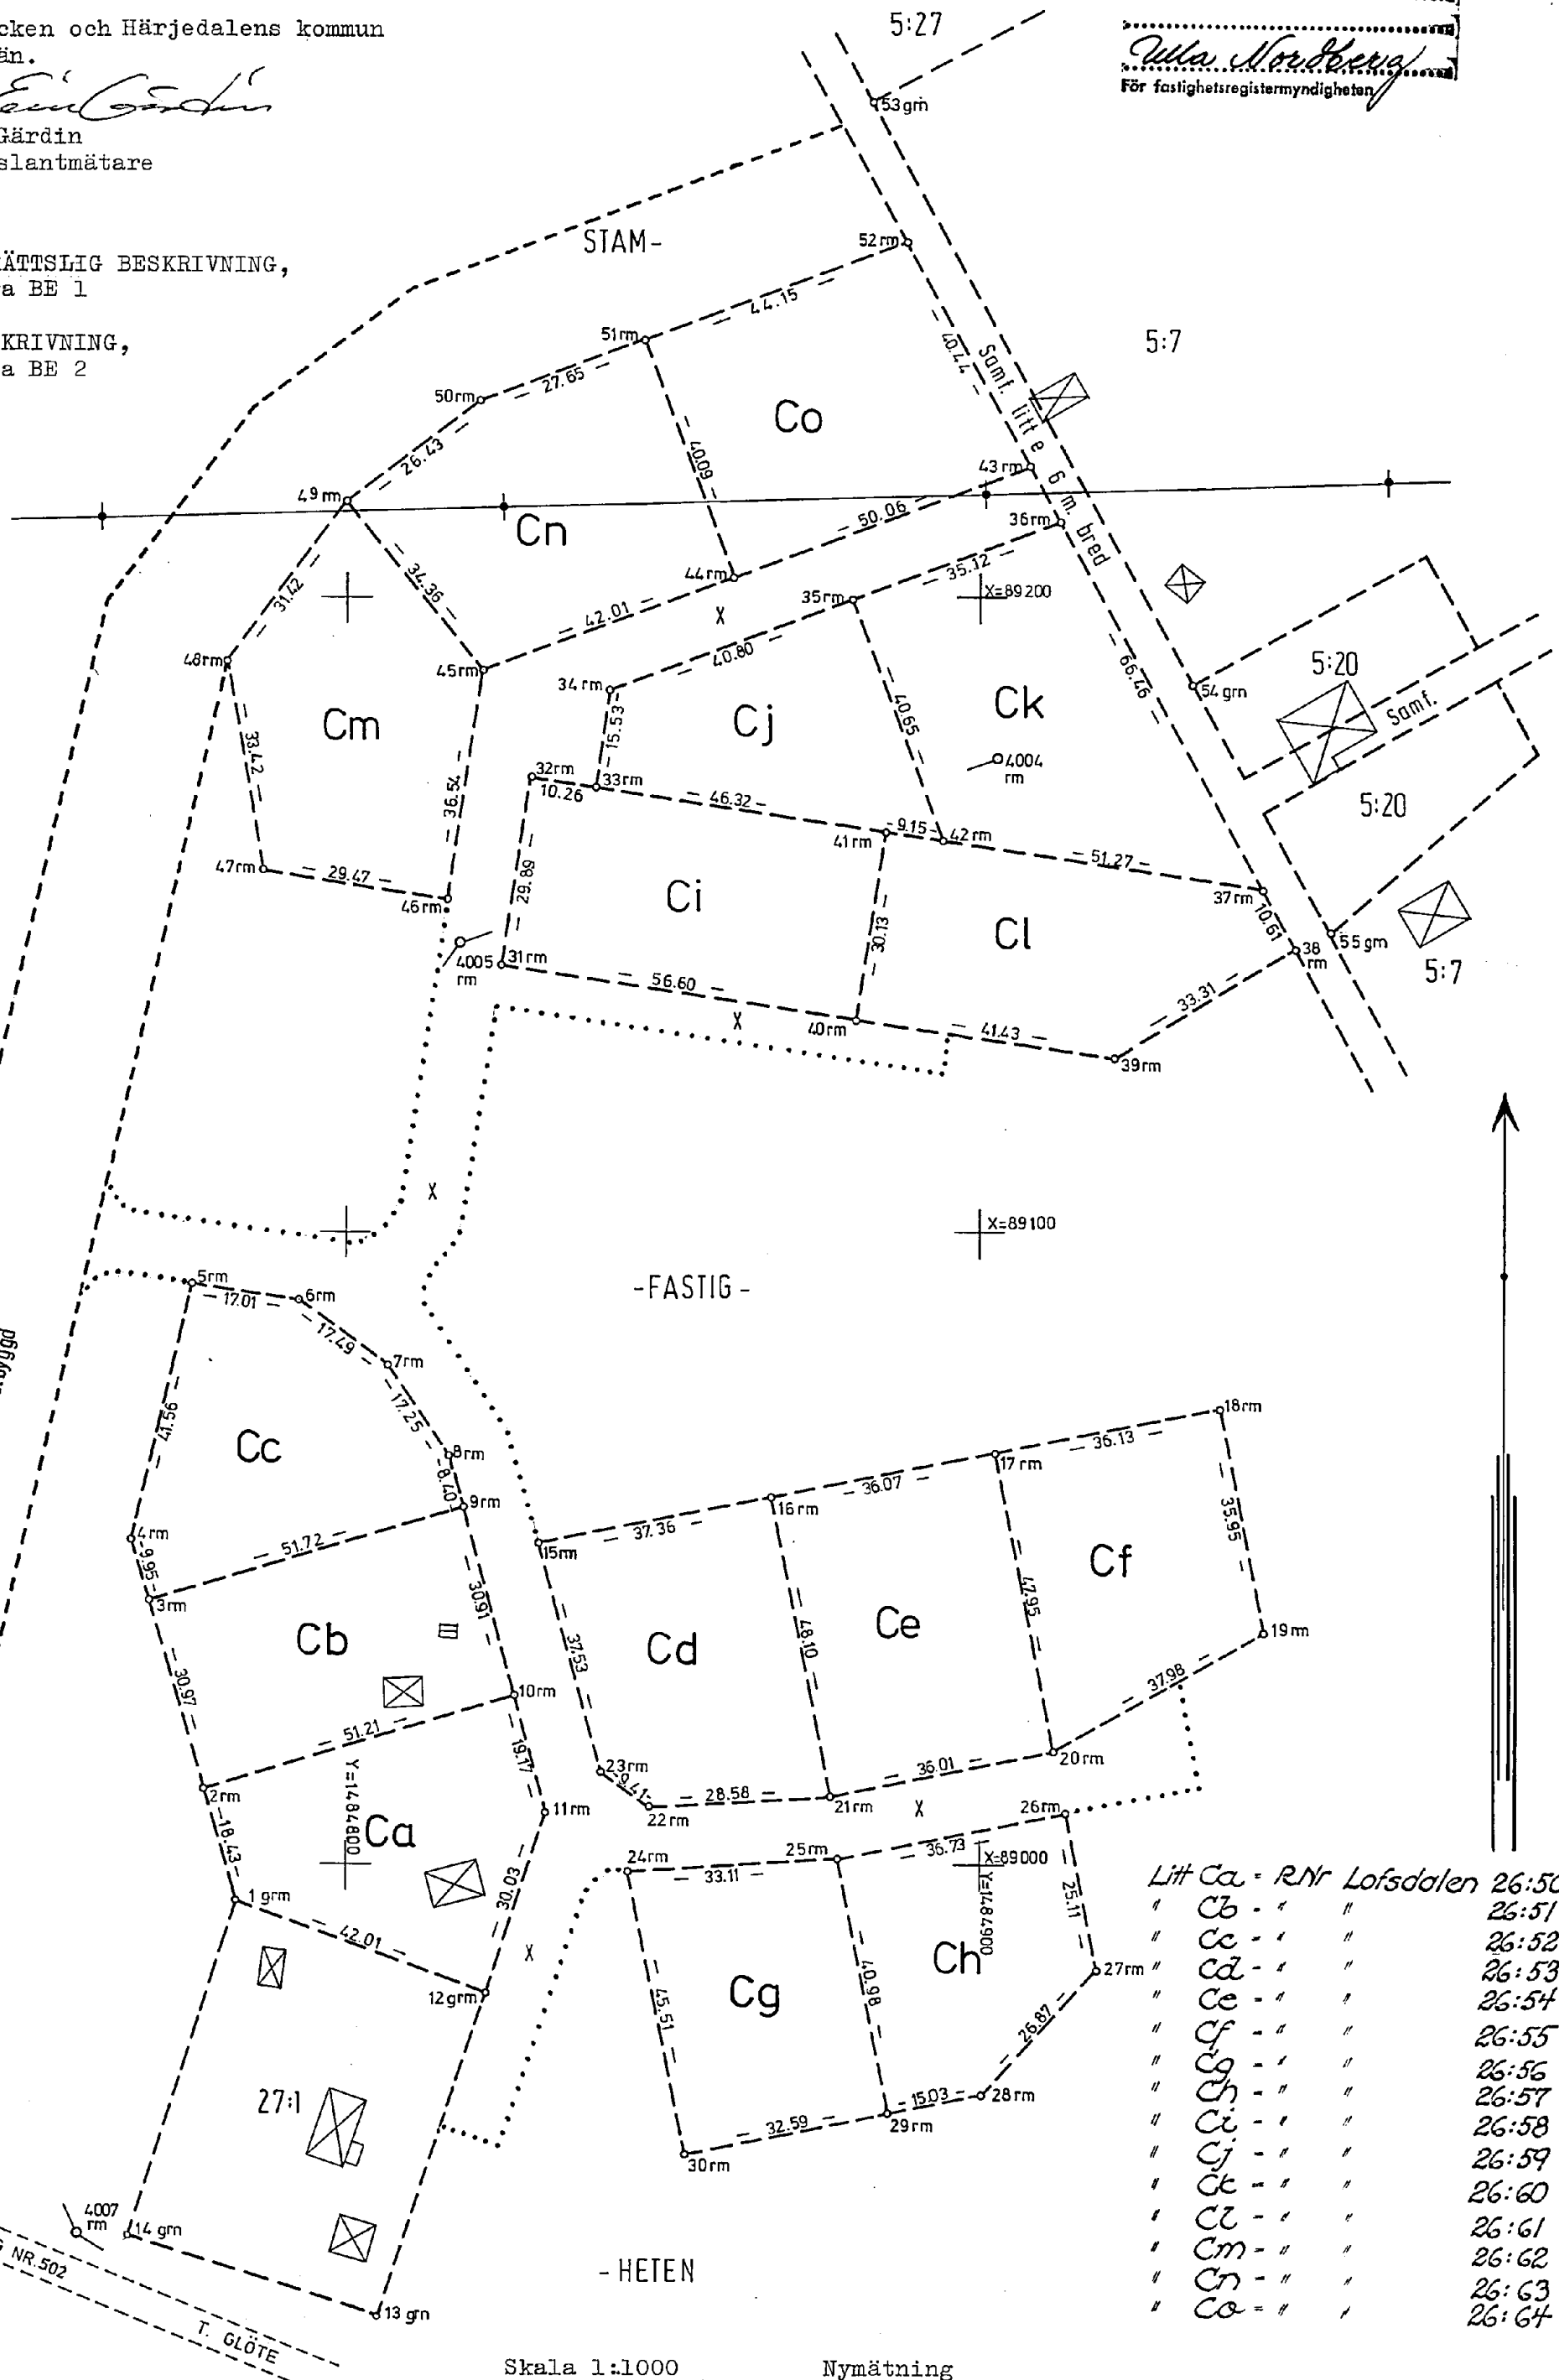 cken och Härjedalens kommun
än.
Gärdin
slantmätare
ÄTTSLIG BESKRIVNING,
a BE 1
KRIVNING,
a BE 2
5:27
Ulla Nordberg
För fastighetsregistermyndigheten
53 grn
STAM-
52 rm
44.15
51 rm
40.44
Samf. litt e 6 m. bred
5:7
50 rm
27.65
26.43
Co
40.09
43 rm
49 rm
Cn
50.06
36 rm
31.42
34.36
44 rm
35.12
X=89200
42.01
X
35 rm
48 rm
45 rm
40.80
66.46
5:20
34 rm
54 grn
Samf.
Cm
Cj
Ck
40.65
33.42
15.53
4004
rm
32 rm
10.26
33 rm
36.54
46.32
5:20
41 rm
9.15
42 rm
51.27
47 rm
29.47
46 rm
29.89
Ci
37 rm
10.61
Cl
30.13
4005
rm
31 rm
38
rm
55 grn
5:7
56.60
33.31
X
40 rm
41.43
39 rm
X
X=89100
5 rm
17.01
6 rm
-FASTIG-
17.49
byggd
7 rm
17.25
41.56
18 rm
Cc
8 rm
8.40
36.13
17 rm
9 rm
36.07
16 rm
4 rm
9.95
51.72
37.36
35.95
15 rm
3 rm
Cf
30.91
47.95
Cb
Cd
Ce
19 rm
37.53
48.10
30.97
10 rm
37.98
51.21
19.17
23 rm
9.41
20 rm
36.01
2 rm
Y=1484800
28.58
22 rm
21 rm
X
11 rm
26 rm
Ca
18.43
25 rm
36.73
24 rm
33.11
X=89000
Y=1484900
1 grm
30.03
25.11
42.01
X
Ch
27 rm
12 grm
Cg
40.98
45.51
26.87
15.03
28 rm
27:1
32.59
29 rm
30 rm
4007
rm
14 grn
NR. 502
-HETEN
13 grn
T. GLÖTE
Litt Ca - R.Nr Lofsdalen 26:50
" Cb - " " 26:51
" Cc - " " 26:52
" Cd - " " 26:53
" Ce - " " 26:54
" Cf - " " 26:55
" Cg - " " 26:56
" Ch - " " 26:57
" Ci - " " 26:58
" Cj - " " 26:59
" Ck - " " 26:60
" Cl - " " 26:61
" Cm - " " 26:62
" Cn - " " 26:63
" Co - " " 26:64
Skala 1:1000
Nymätning